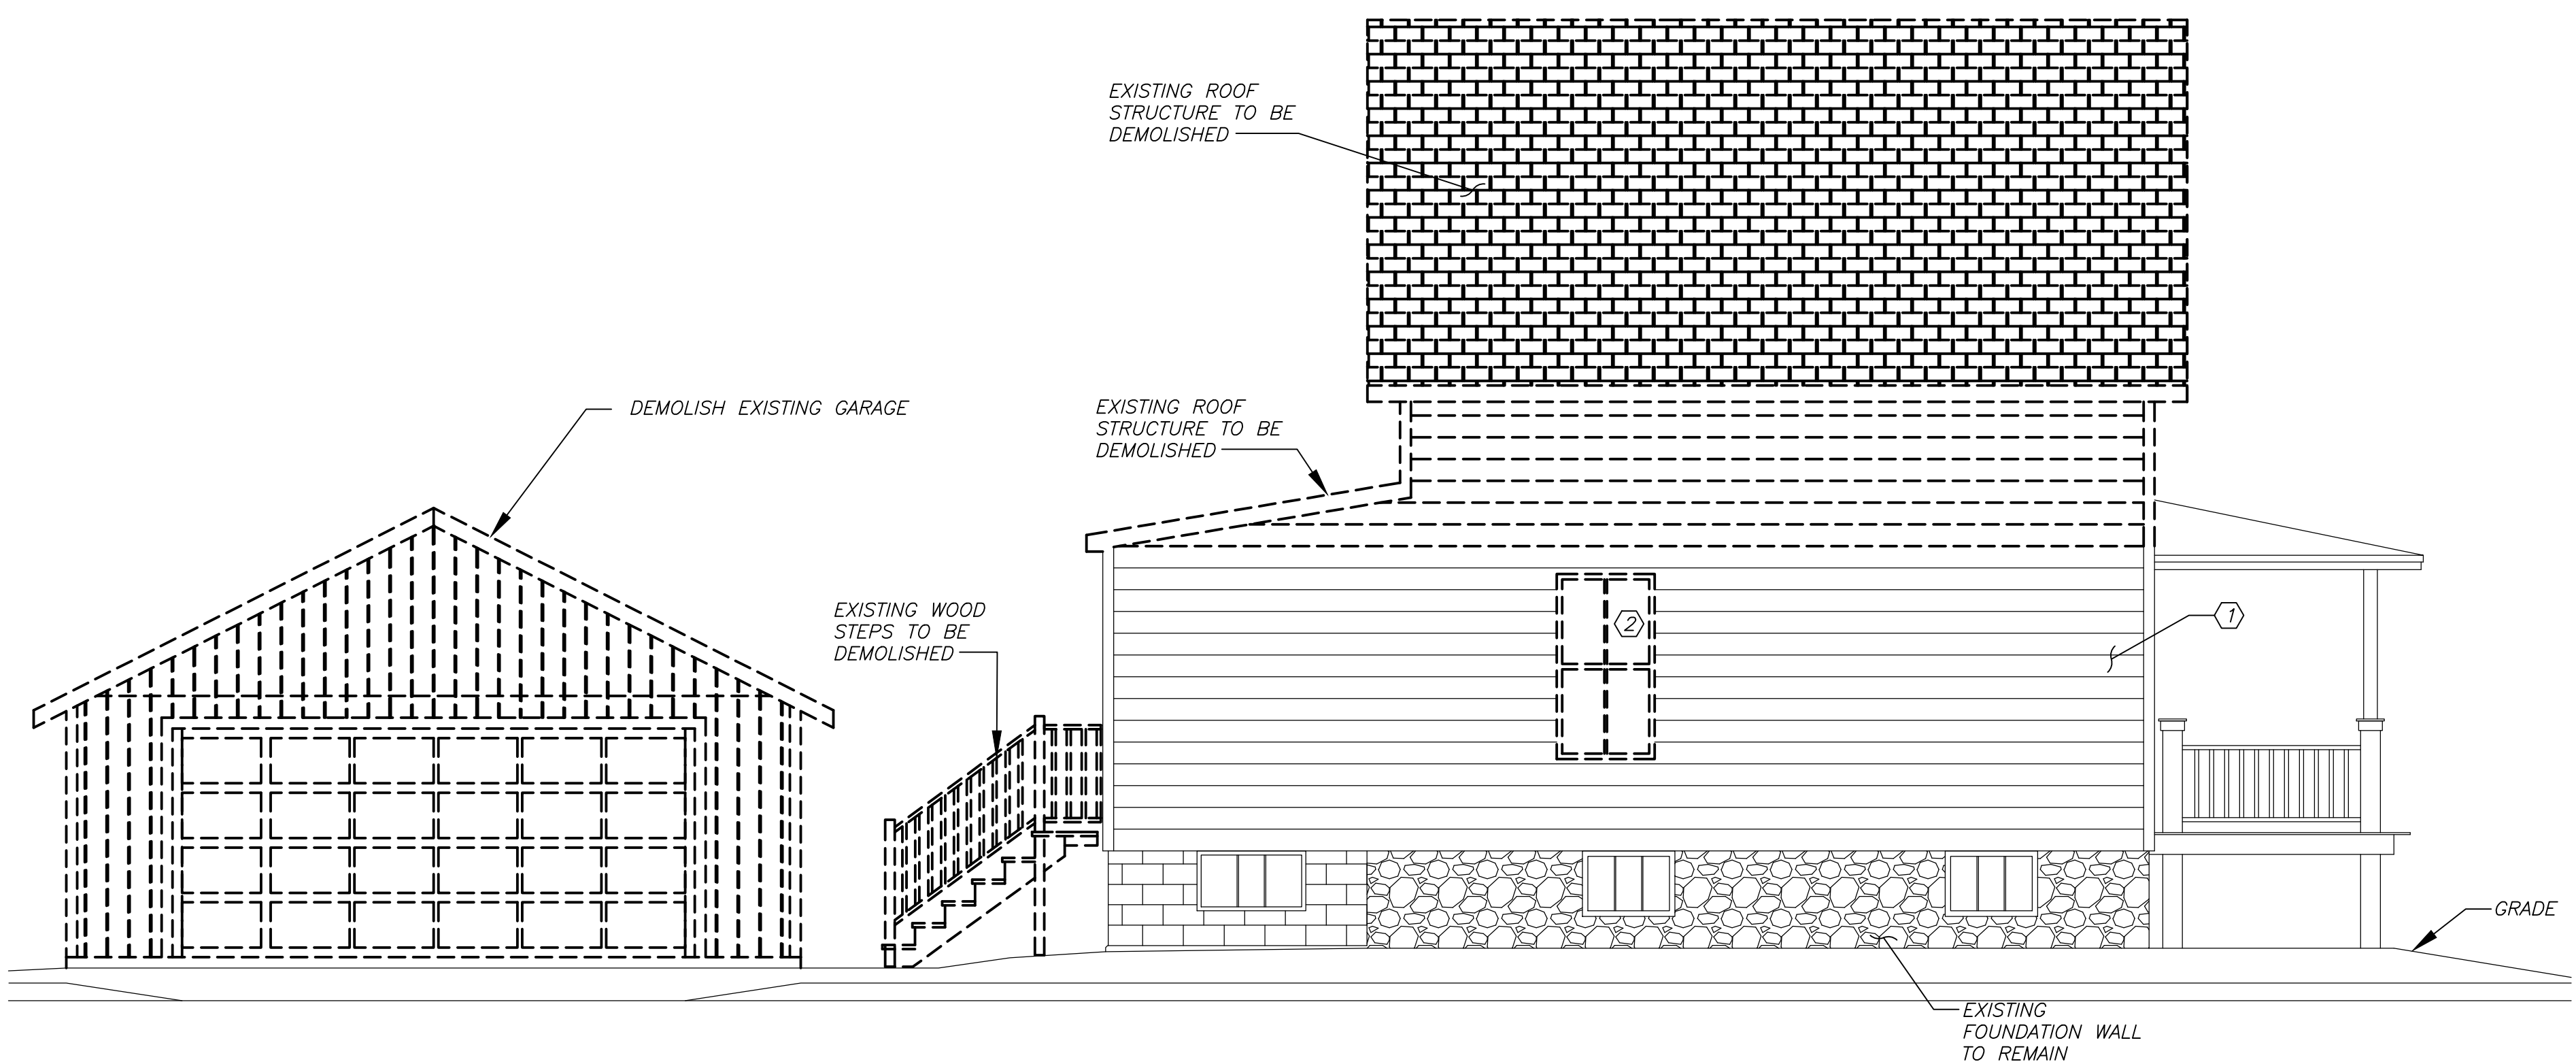 EXISTING ROOF
STRUCTURE TO BE
DEMOLISHED
DEMOLISH EXISTING GARAGE
EXISTING ROOF
STRUCTURE TO BE
DEMOLISHED
EXISTING WOOD
STEPS TO BE
DEMOLISHED
2
1
GRADE
EXISTING
FOUNDATION WALL
TO REMAIN